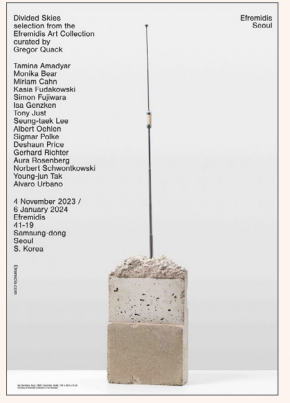 Divided Skies
selection from the
Efremidis Art Collection
curated by
Gregor Quack
Tamina Amadyar
Monika Baer
Miriam Cahn
Kasia Fudakowski
Simon Fujiwara
Isa Genzken
Tony Just
Seung-taek Lee
Albert Oehlen
Sigmar Polke
Deshaun Price
Gerhard Richter
Aura Rosenberg
Norbert Schwontkowski
Young-jun Tak
Alvaro Urbano
4 November 2023 /
6 January 2024
Efremidis
41-19
Samsung-dong
Seoul
S. Korea
Efremidis.com
Efremidis
Seoul